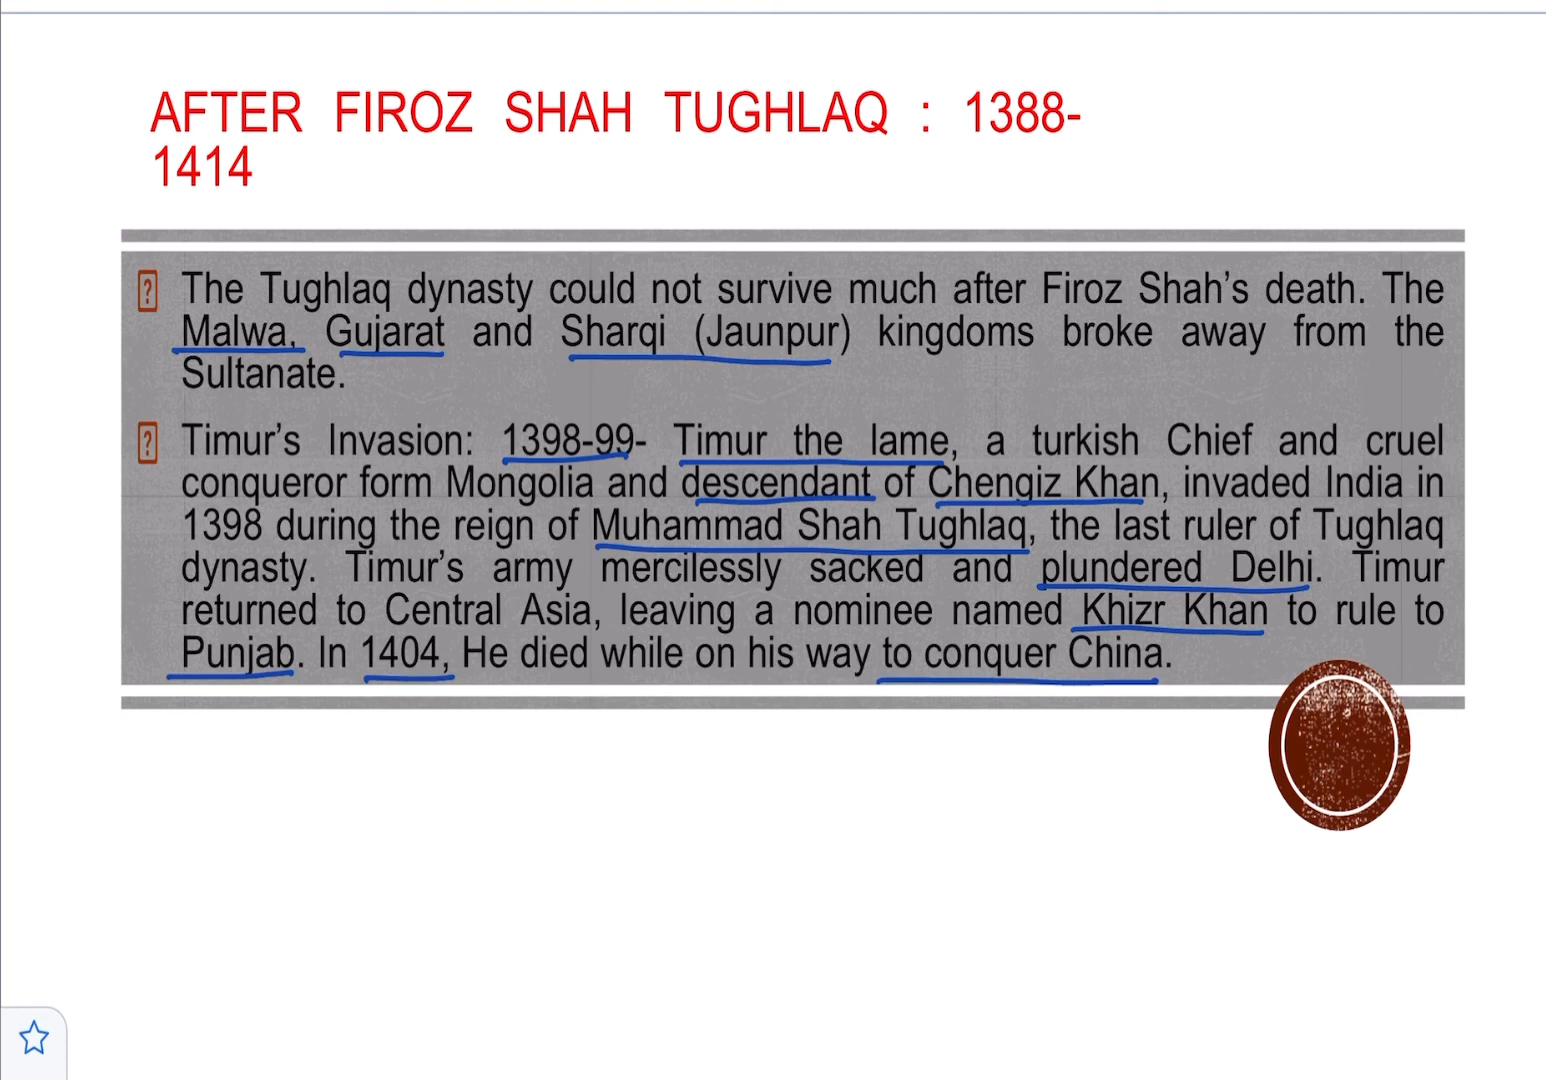 AFTER FIROZ SHAH TUGHLAQ : 1388-
1414
The Tughlaq dynasty could not survive much after Firoz Shah’s death. The
Malwa, Gujarat and Sharqi (Jaunpur) kingdoms broke away from the
Sultanate.
Timur’s Invasion: 1398-99- Timur the lame, a turkish Chief and cruel
conqueror form Mongolia and descendant of Chengiz Khan, invaded India in
1398 during the reign of Muhammad Shah Tughlaq, the last ruler of Tughlaq
dynasty. Timur’s army mercilessly sacked and plundered Delhi. Timur
returned to Central Asia, leaving a nominee named Khizr Khan to rule to
Punjab. In 1404, He died while on his way to conquer China.